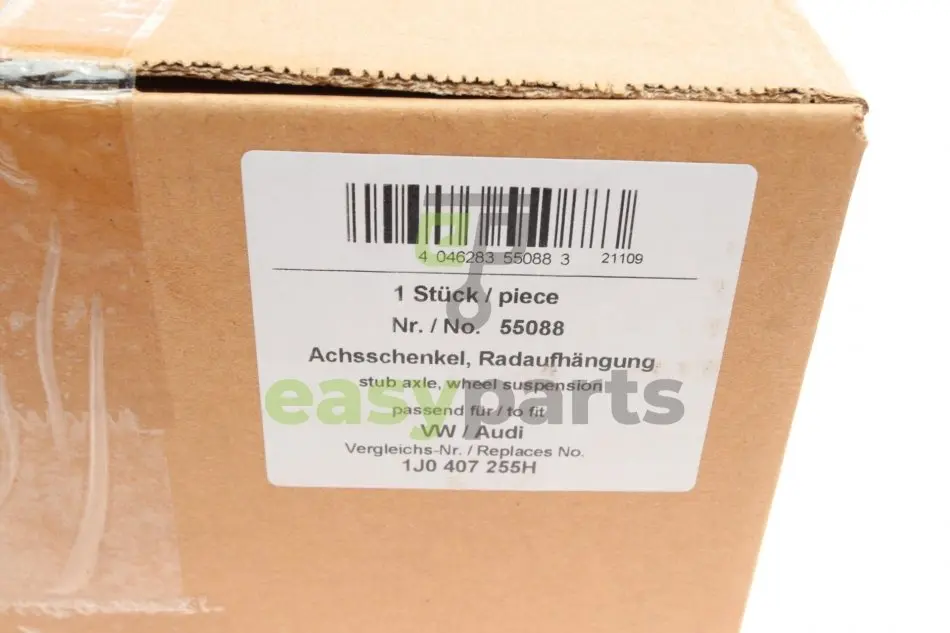 4 046283 55088 3 21109
1 Stück / piece
Nr. / No. 55088
Achsschenkel, Radaufhängung
stub axle, wheel suspension
easyparts
passend für / to fit
VW / Audi
Vergleichs-Nr. / Replaces No.
1J0 407 255H